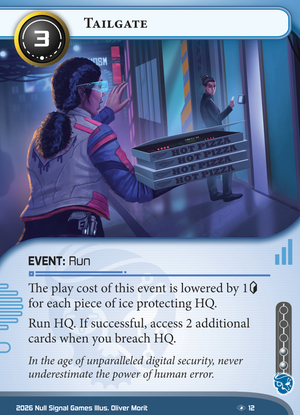 3
TAILGATE
HOT PIZZA
HOT PIZZA
HOT PIZZA
HOT PIZZA
EVENT: Run
The play cost of this event is lowered by 1
for each piece of ice protecting HQ.
Run HQ. If successful, access 2 additional
cards when you breach HQ.
In the age of unparalleled digital security, never
underestimate the power of human error.
2026 Null Signal Games Illus. Oliver Morit
12